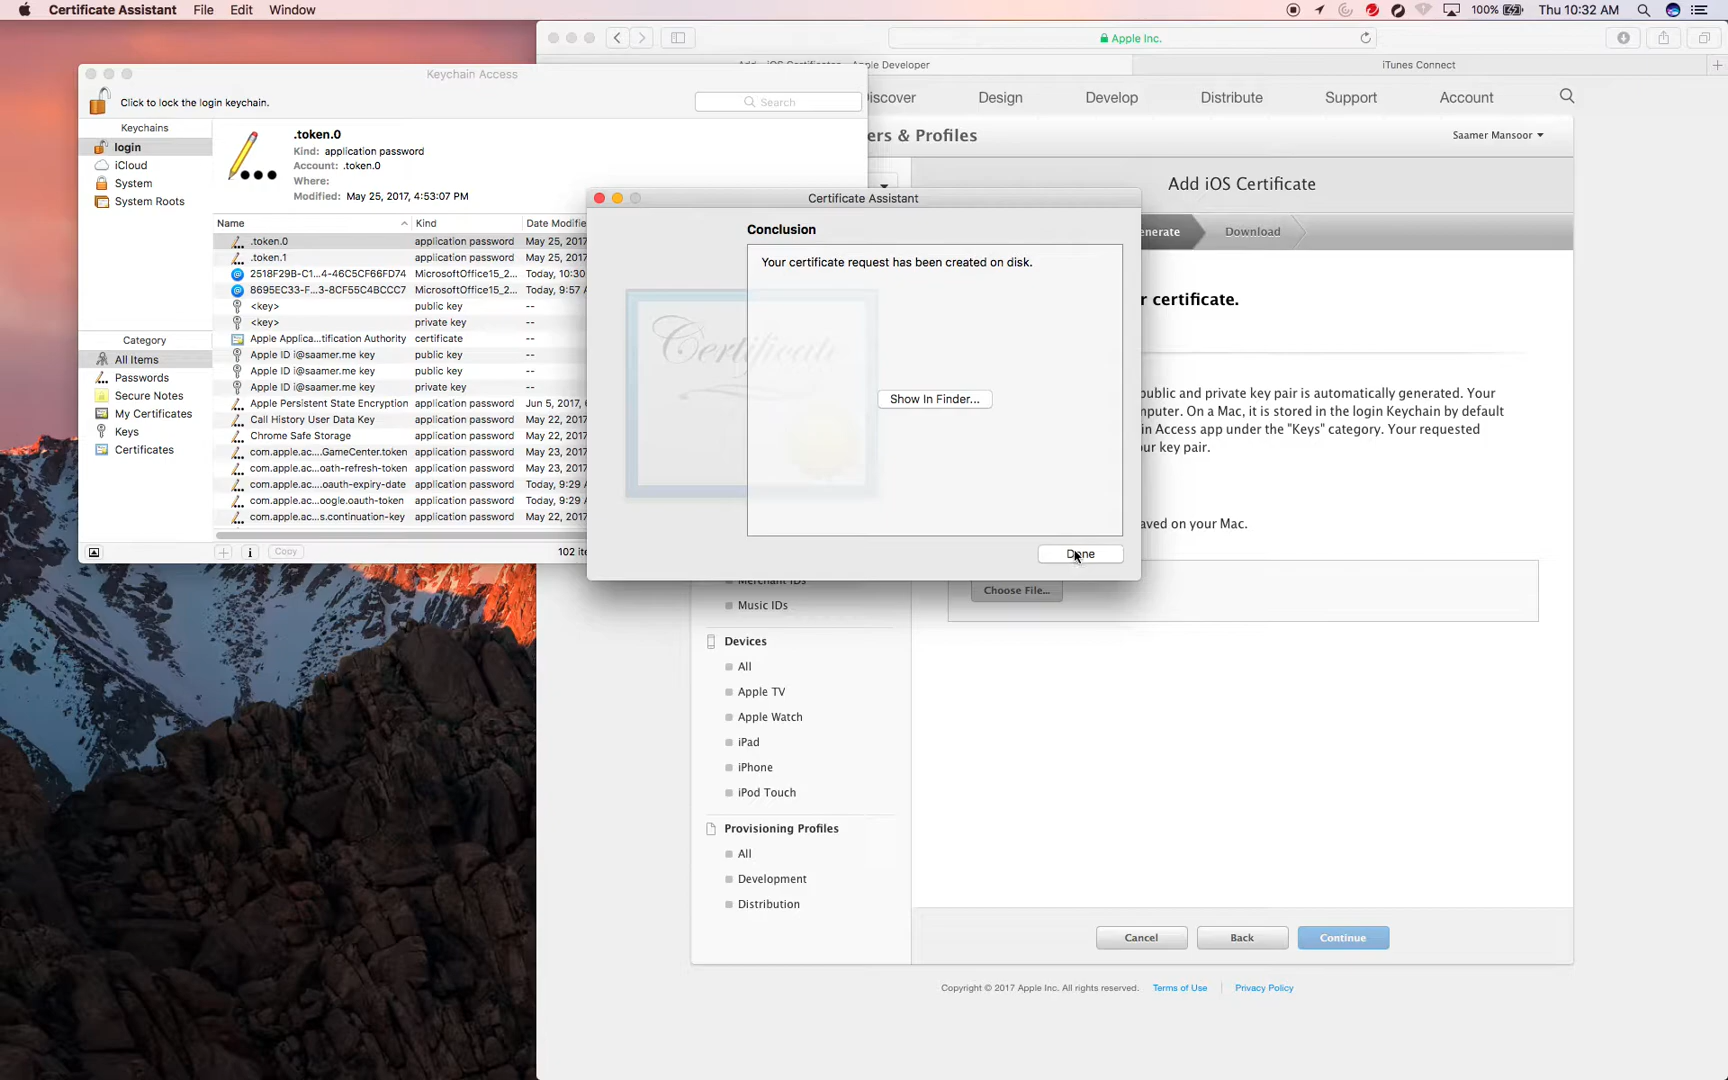 Certificate Assistant File Edit Window
100% Thu 10:32 AM
Apple Inc.
Apple Developer
iTunes Connect
Discover Design Develop Distribute Support Account
ers & Profiles
Saamer Mansoor
Keychain Access
Click to lock the login keychain.
Search
Keychains
login
iCloud
System
System Roots
.token.0
Kind: application password
Account: .token.0
Where:
Modified: May 25, 2017, 4:53:07 PM
Name Kind Date Modifie
.token.0 application password May 25, 2017
.token.1 application password May 25, 2017
2518F29B-C1...4-46C5CF66FD74 MicrosoftOffice15_2... Today, 10:30
8695EC33-F...3-8CF55C4BCCC7 MicrosoftOffice15_2... Today, 9:57
<key> public key --
<key> private key --
Apple Applica...tification Authority certificate --
Apple ID i@saamer.me key public key --
Apple ID i@saamer.me key public key --
Apple ID i@saamer.me key private key --
Apple Persistent State Encryption application password Jun 5, 2017,
Call History User Data Key application password May 22, 2017
Chrome Safe Storage application password May 22, 2017
com.apple.ac....GameCenter.token application password May 23, 2017
com.apple.ac...oath-refresh-token application password May 23, 2017
com.apple.ac...oauth-expiry-date application password Today, 9:29
com.apple.ac...oogle.oauth-token application password Today, 9:29
com.apple.ac...s.continuation-key application password May 22, 2017
Category
All Items
Passwords
Secure Notes
My Certificates
Keys
Certificates
Copy
102 ite
Certificate Assistant
Conclusion
Your certificate request has been created on disk.
Certificate
Show In Finder...
Done
Add iOS Certificate
enerate Download
r certificate.
public and private key pair is automatically generated. Your
mputer. On a Mac, it is stored in the login Keychain by default
in Access app under the "Keys" category. Your requested
our key pair.
aved on your Mac.
Choose File...
Merchant IDs
Music IDs
Devices
All
Apple TV
Apple Watch
iPad
iPhone
iPod Touch
Provisioning Profiles
All
Development
Distribution
Cancel Back Continue
Copyright © 2017 Apple Inc. All rights reserved. Terms of Use Privacy Policy